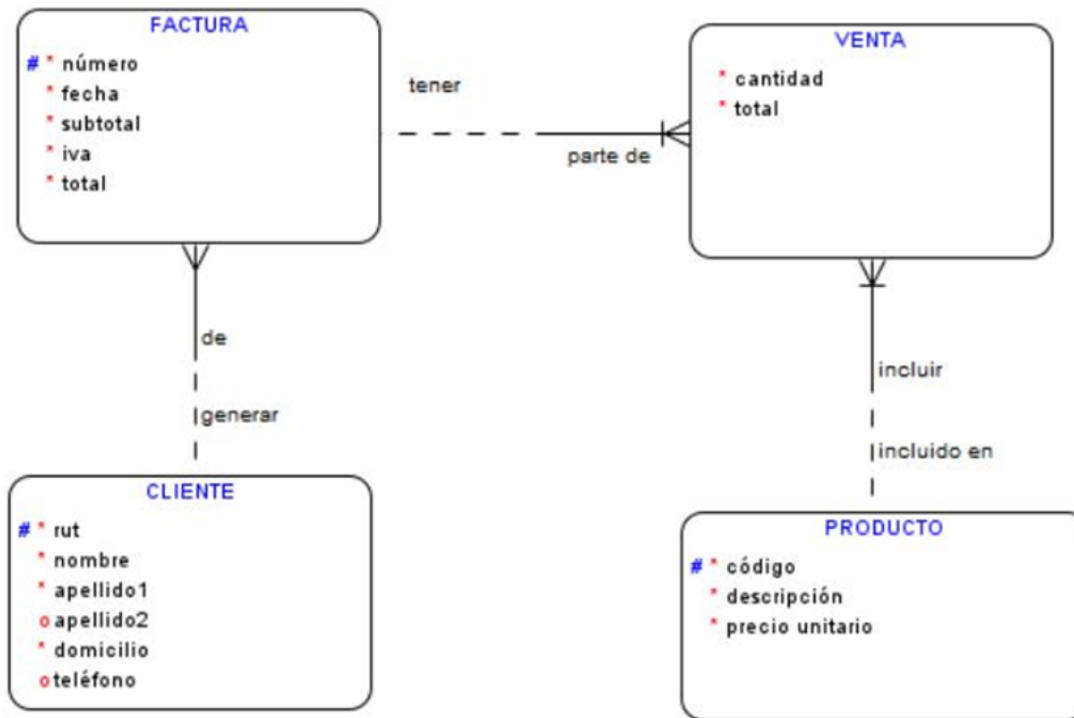 FACTURA
# * número
* fecha
* subtotal
* iva
* total
tener
parte de
VENTA
* cantidad
* total
de
generar
incluir
incluido en
CLIENTE
# * rut
* nombre
* apellido1
o apellido2
* domicilio
o teléfono
PRODUCTO
# * código
* descripción
* precio unitario